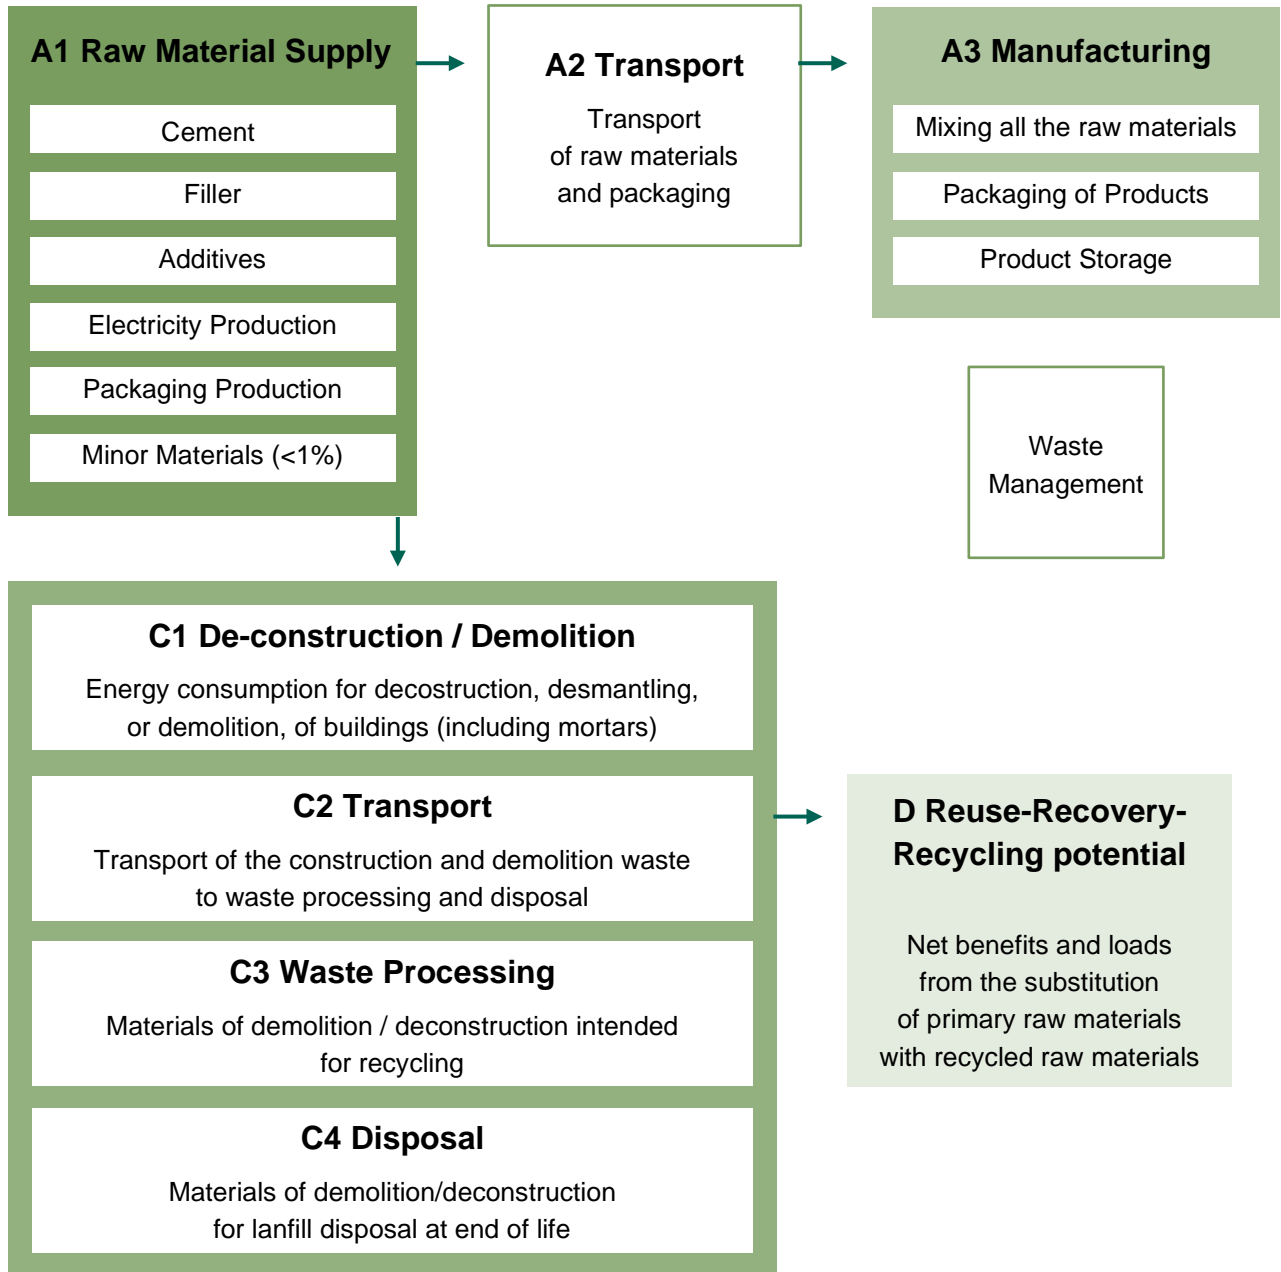 A1 Raw Material Supply
Cement
Filler
Additives
Electricity Production
Packaging Production
Minor Materials (<1%)
A2 Transport
Transport
of raw materials
and packaging
A3 Manufacturing
Mixing all the raw materials
Packaging of Products
Product Storage
Waste
Management
C1 De-construction / Demolition
Energy consumption for decostruction, desmantling,
or demolition, of buildings (including mortars)
C2 Transport
Transport of the construction and demolition waste
to waste processing and disposal
C3 Waste Processing
Materials of demolition / deconstruction intended
for recycling
C4 Disposal
Materials of demolition/deconstruction
for lanfill disposal at end of life
D Reuse-Recovery-
Recycling potential
Net benefits and loads
from the substitution
of primary raw materials
with recycled raw materials